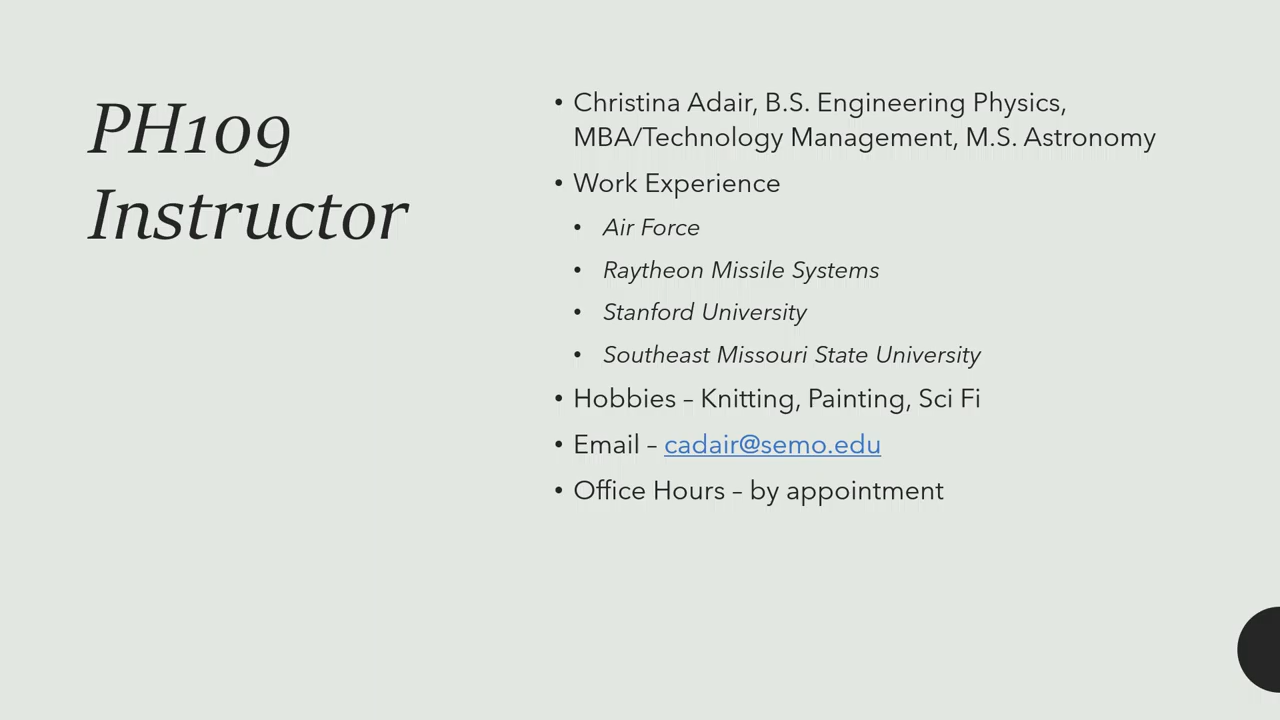 PH109
Instructor
• Christina Adair, B.S. Engineering Physics,
MBA/Technology Management, M.S. Astronomy
• Work Experience
• Air Force
• Raytheon Missile Systems
• Stanford University
• Southeast Missouri State University
• Hobbies – Knitting, Painting, Sci Fi
• Email – cadair@semo.edu
• Office Hours – by appointment